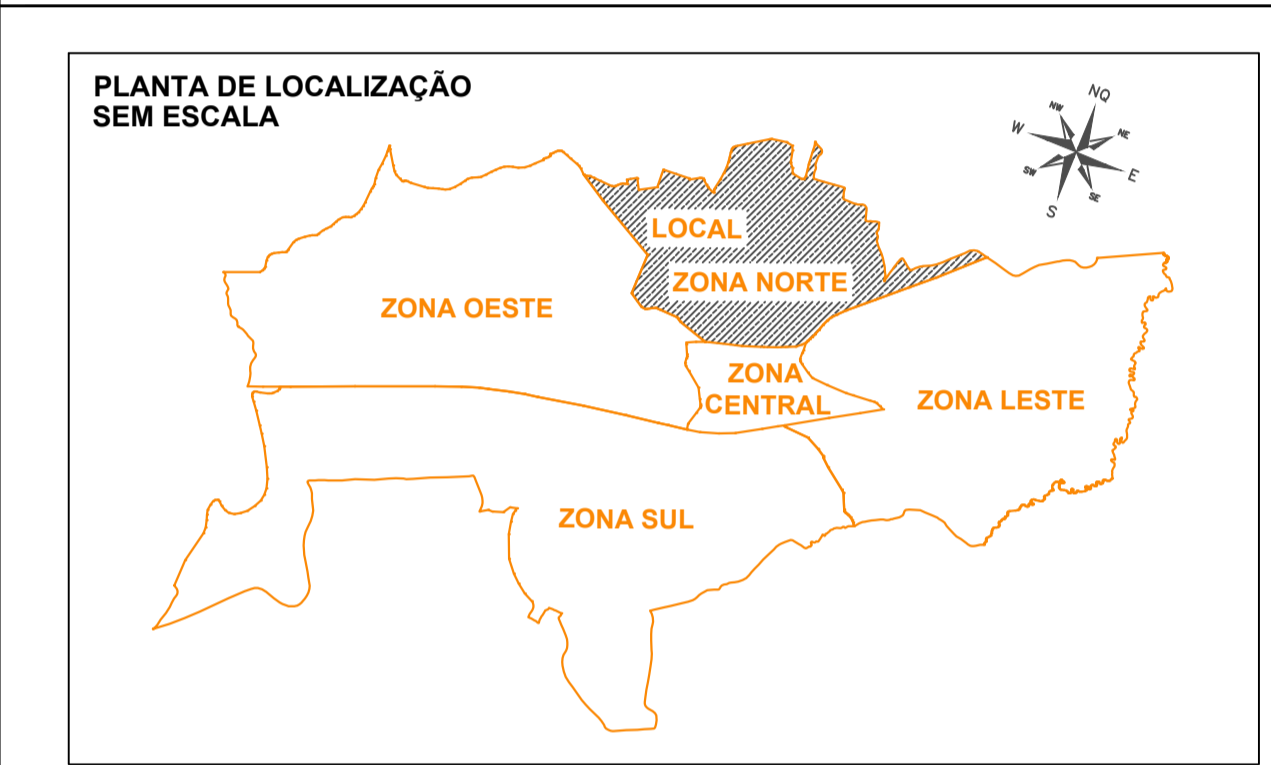 PLANTA DE LOCALIZAÇÃO
SEM ESCALA
NQ
NW
NE
W
SW
E
SE
S
LOCAL
ZONA NORTE
ZONA OESTE
ZONA
CENTRAL
ZONA LESTE
ZONA SUL